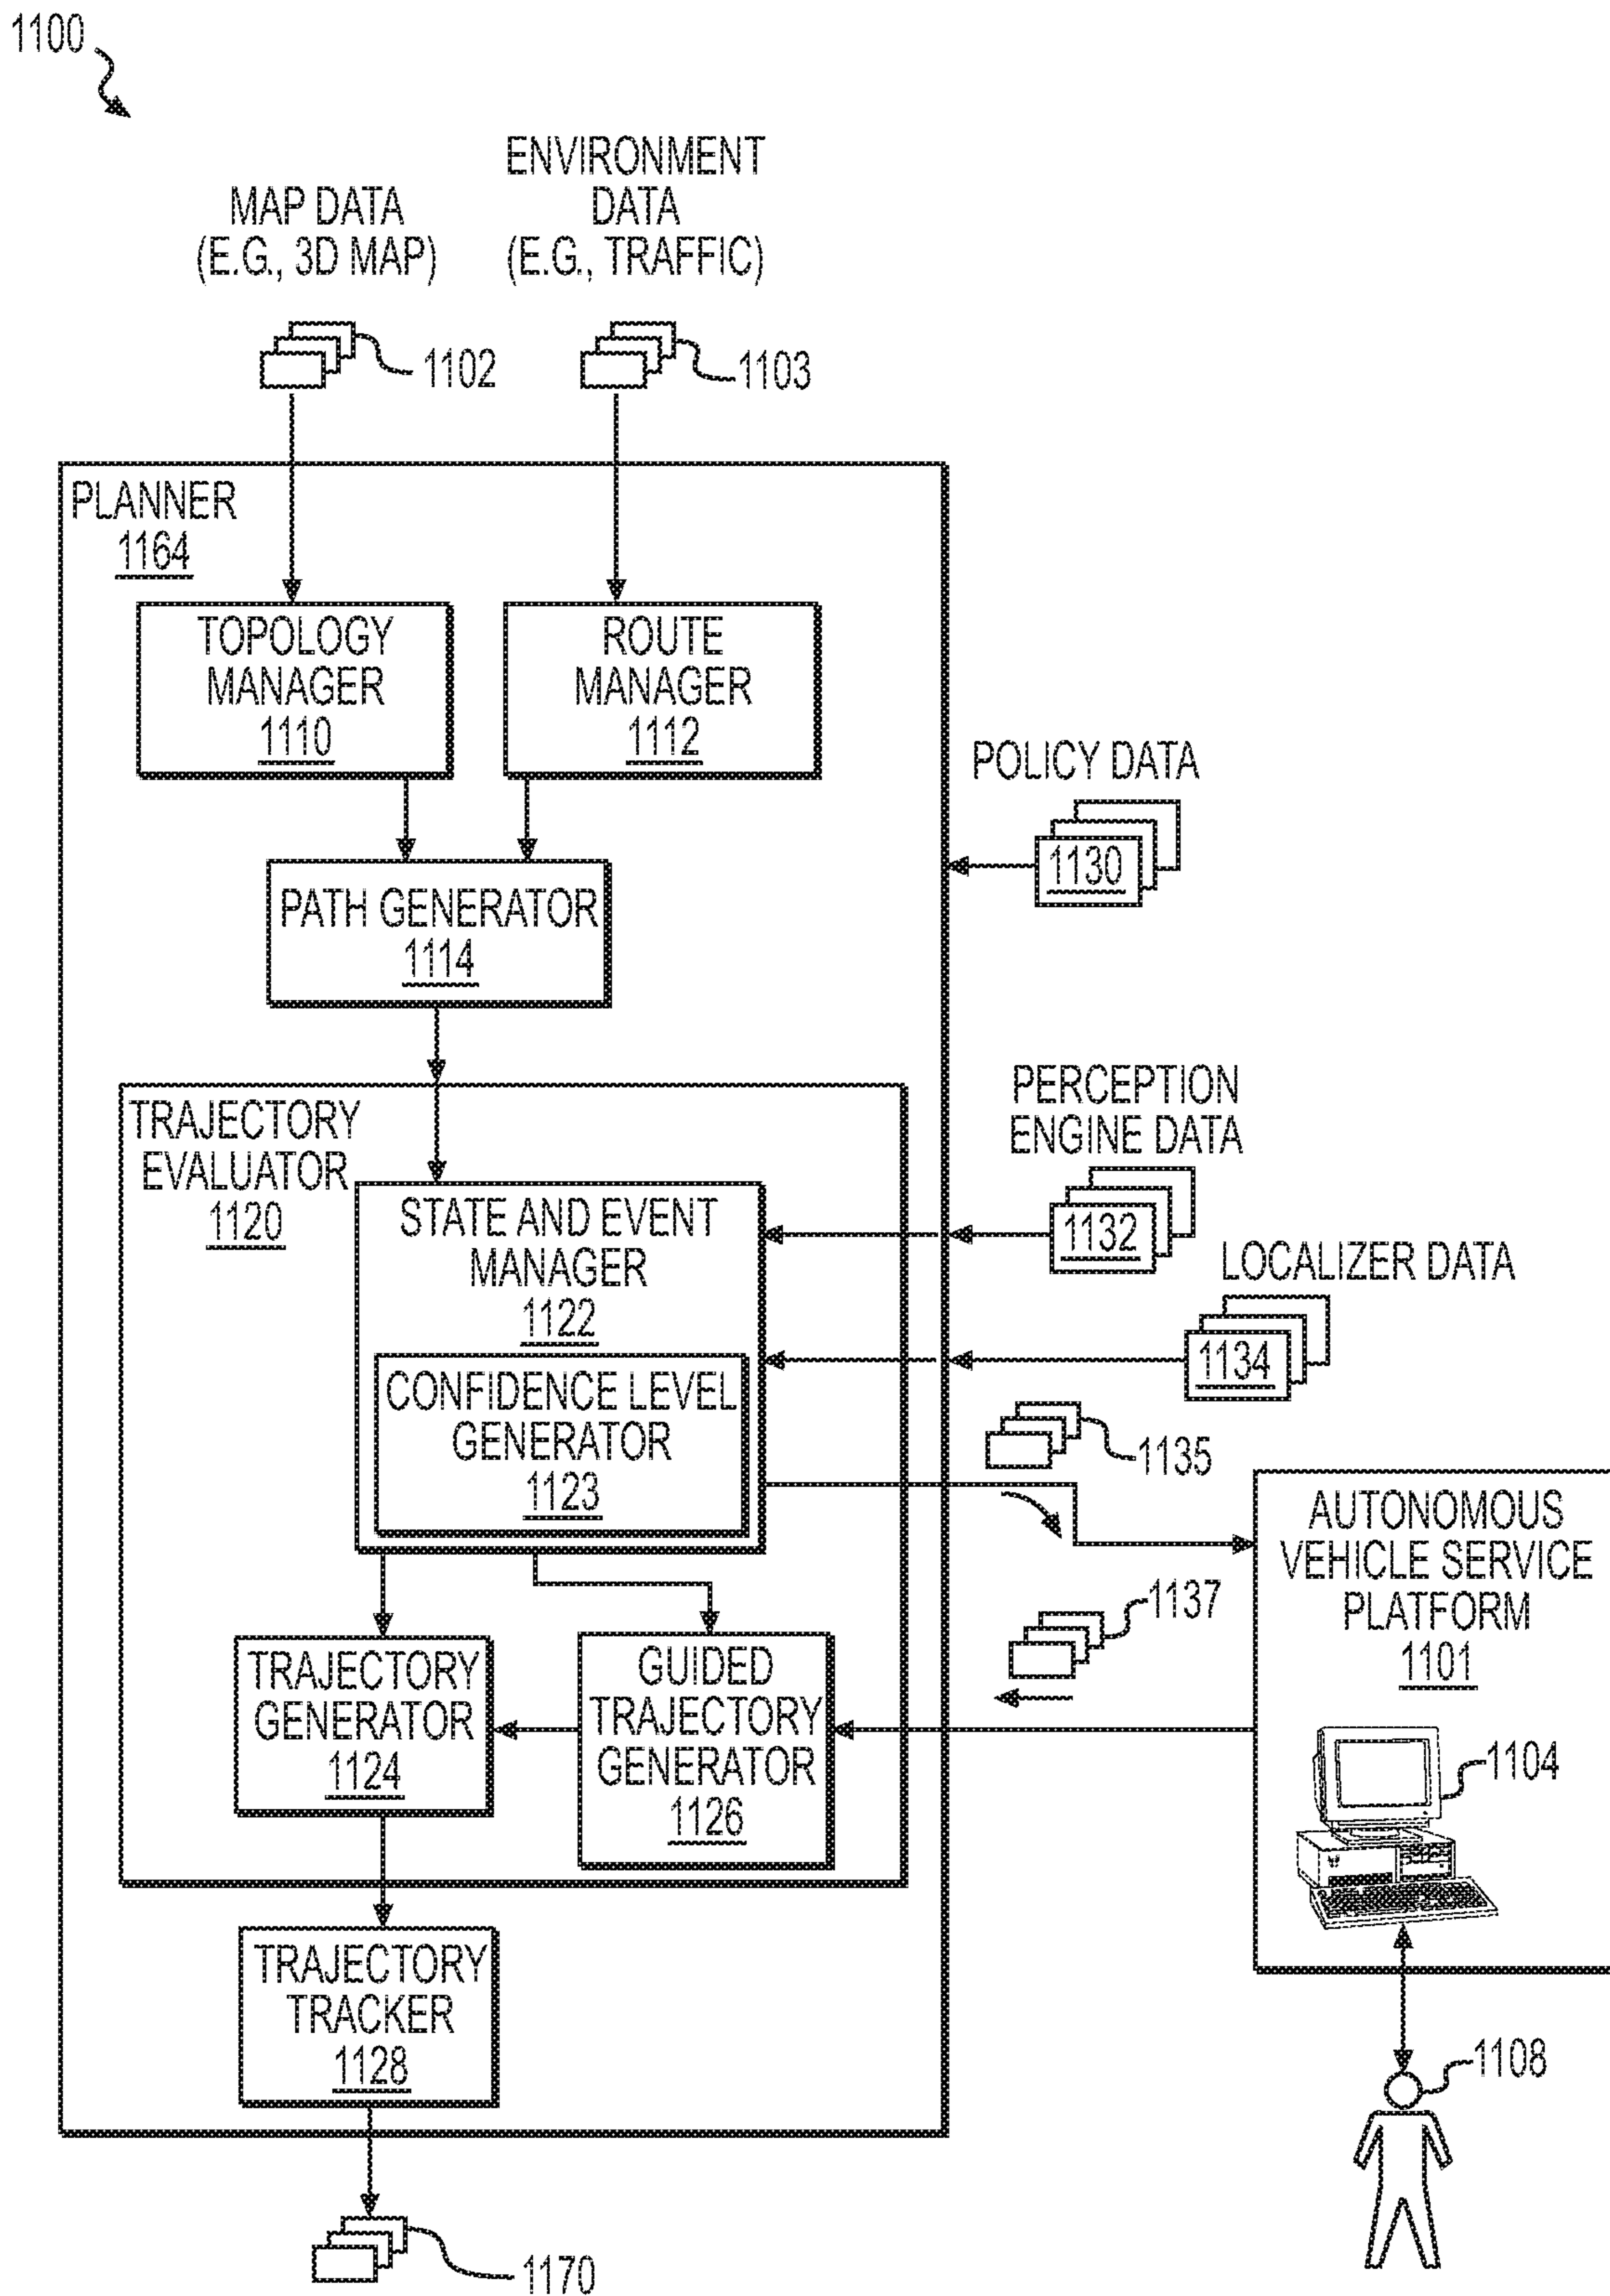 1100
MAP DATA
(E.G., 3D MAP)
ENVIRONMENT
DATA
(E.G., TRAFFIC)
1102
1103
PLANNER
1164
TOPOLOGY
MANAGER
1110
ROUTE
MANAGER
1112
POLICY DATA
1130
PATH GENERATOR
1114
TRAJECTORY
EVALUATOR
1120
PERCEPTION
ENGINE DATA
1132
STATE AND EVENT
MANAGER
1122
LOCALIZER DATA
1134
CONFIDENCE LEVEL
GENERATOR
1123
1135
AUTONOMOUS
VEHICLE SERVICE
PLATFORM
1101
1137
TRAJECTORY
GENERATOR
1124
GUIDED
TRAJECTORY
GENERATOR
1126
1104
TRAJECTORY
TRACKER
1128
1108
1170